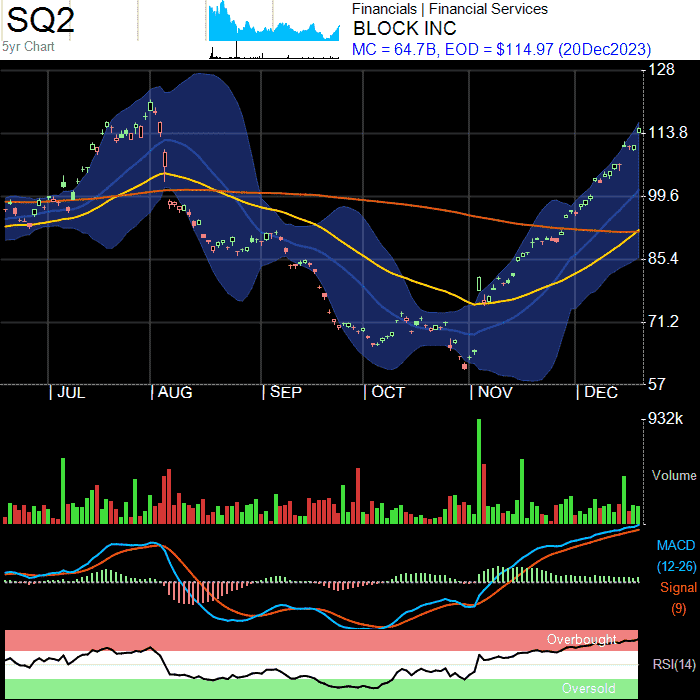 SQ2
5yr Chart
Financials | Financial Services
BLOCK INC
MC = 64.7B, EOD = $114.97 (20Dec2023)
128
113.8
99.6
85.4
71.2
57
| JUL | AUG | SEP | OCT | NOV | DEC
932k
Volume
MACD
(12-26)
Signal
(9)
Overbought
RSI(14)
Oversold